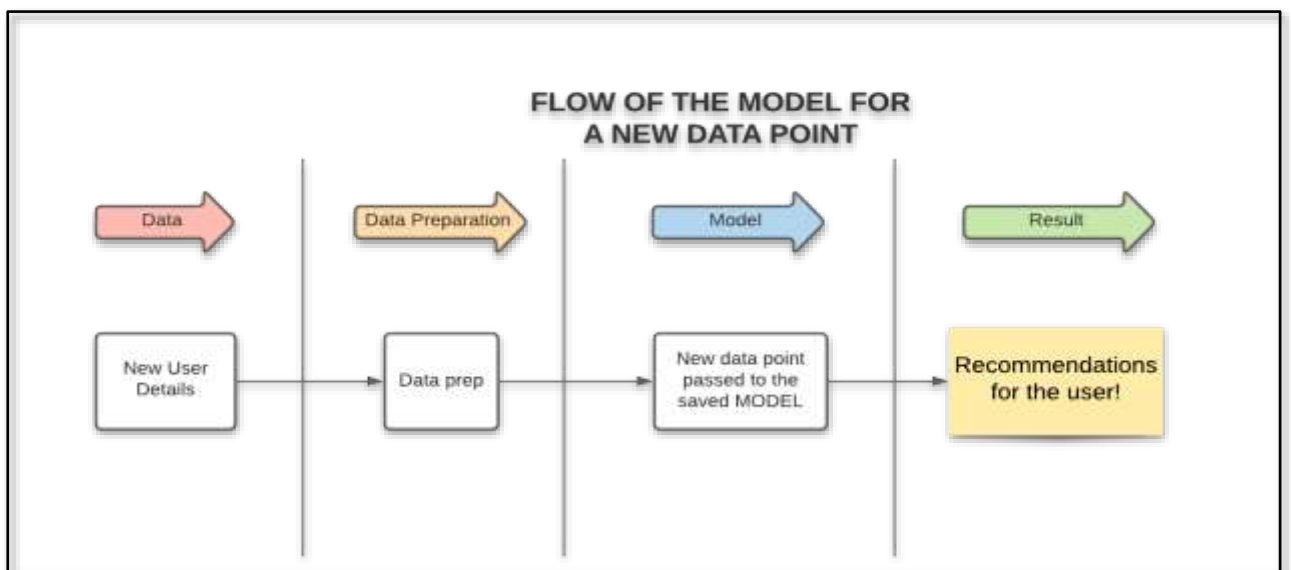 FLOW OF THE MODEL FOR
A NEW DATA POINT
Data
Data Preparation
Model
Result
New User
Details
Data prep
New data point
passed to the
saved MODEL
Recommendations
for the user!